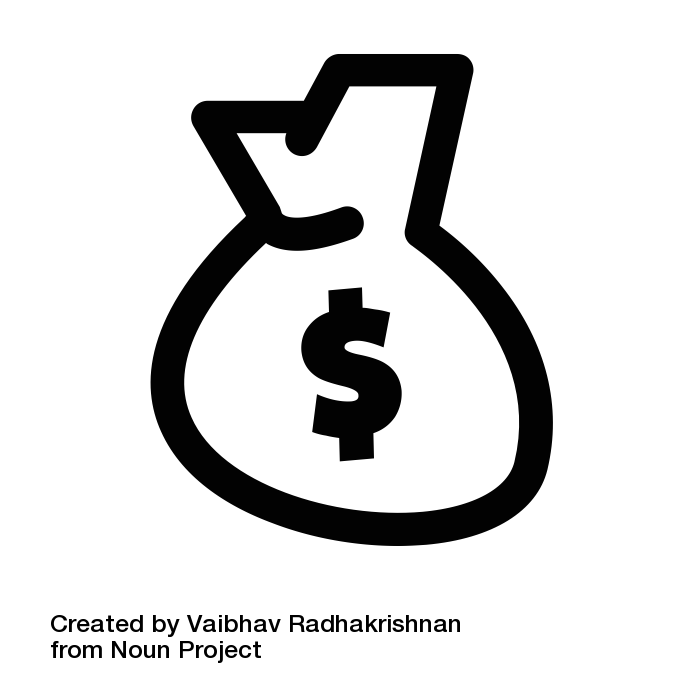 $
Created by Vaibhav Radhakrishnan
from Noun Project